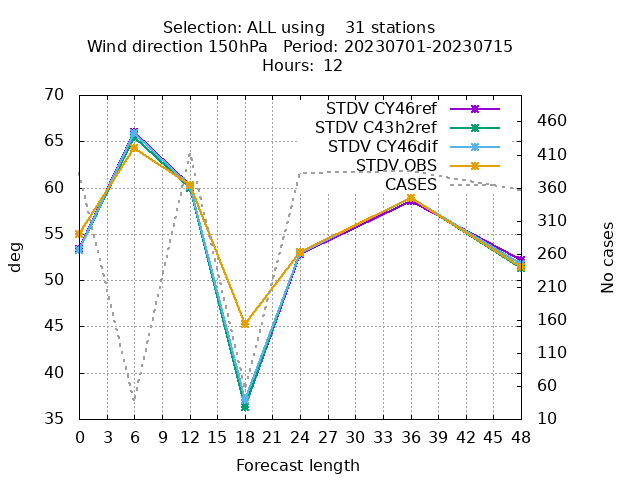 Selection: ALL using    31 stations
Wind direction 150hPa   Period: 20230701-20230715
Hours:  12
STDV CY46ref
STDV C43h2ref
STDV CY46dif
STDV OBS
CASES
70
65
60
55
50
45
40
35
deg
460
410
360
310
260
210
160
110
60
10
No cases
0 3 6 9 12 15 18 21 24 27 30 33 36 39 42 45 48
Forecast length